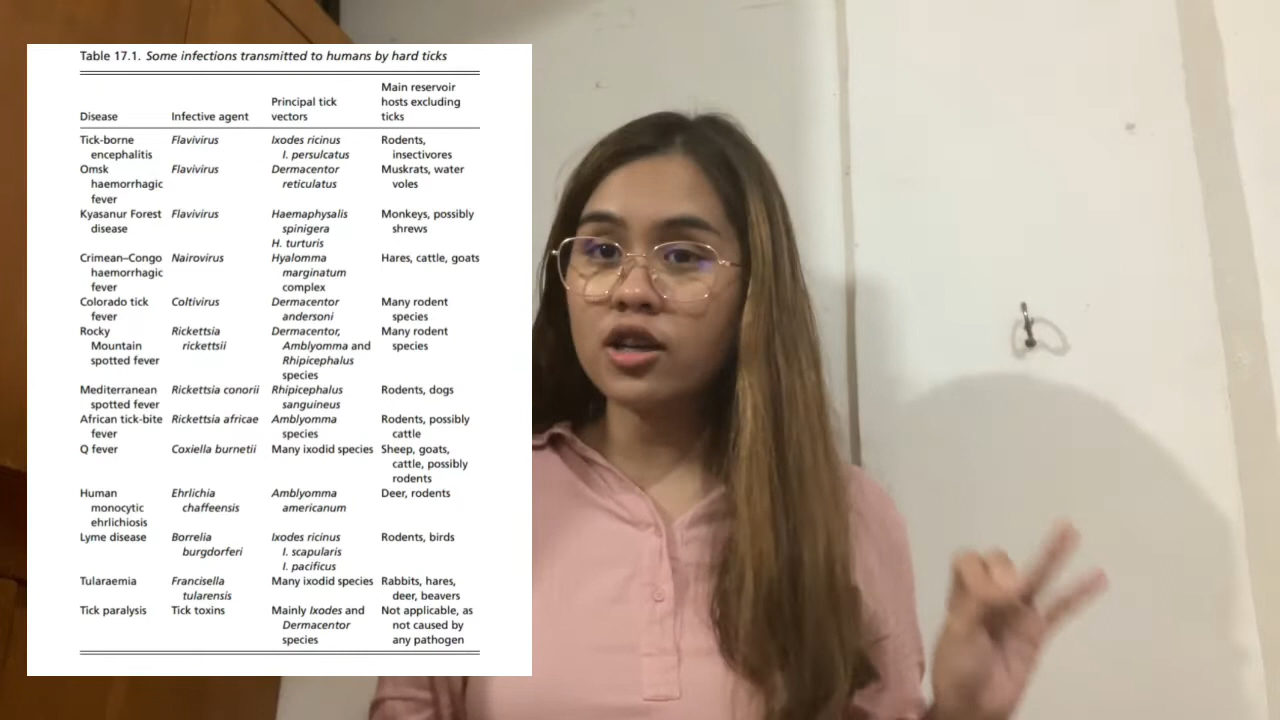 Table 17.1. Some infections transmitted to humans by hard ticks
Disease Infective agent Principal tick vectors Main reservoir hosts excluding ticks
Tick-borne encephalitis Flavivirus Ixodes ricinus I. persulcatus Rodents, insectivores
Omsk haemorrhagic fever Flavivirus Dermacentor reticulatus Muskrats, water voles
Kyasanur Forest disease Flavivirus Haemaphysalis spinigera H. turturis Monkeys, possibly shrews
Crimean–Congo haemorrhagic fever Nairovirus Hyalomma marginatum complex Hares, cattle, goats
Colorado tick fever Coltivirus Dermacentor andersoni Many rodent species
Rocky Mountain spotted fever Rickettsia rickettsii Dermacentor, Amblyomma and Rhipicephalus species Many rodent species
Mediterranean spotted fever Rickettsia conorii Rhipicephalus sanguineus Rodents, dogs
African tick-bite fever Rickettsia africae Amblyomma species Rodents, possibly cattle
Q fever Coxiella burnetii Many ixodid species Sheep, goats, cattle, possibly rodents
Human monocytic ehrlichiosis Ehrlichia chaffeensis Amblyomma americanum Deer, rodents
Lyme disease Borrelia burgdorferi Ixodes ricinus I. scapularis I. pacificus Rodents, birds
Tularaemia Francisella tularensis Many ixodid species Rabbits, hares, deer, beavers
Tick paralysis Tick toxins Mainly Ixodes and Dermacentor species Not applicable, as not caused by any pathogen